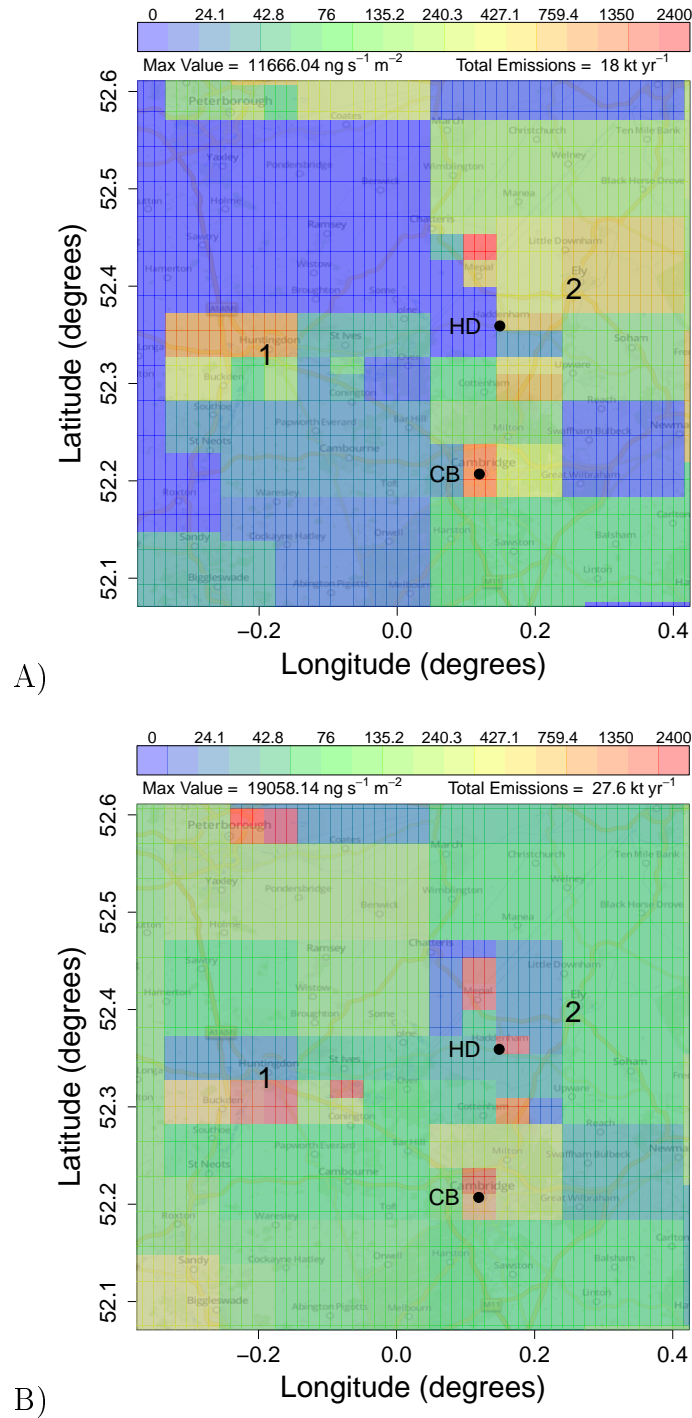 0 24.1 42.8 76 135.2 240.3 427.1 759.4 1350 2400
Max Value = 11666.04 ng s⁻¹ m⁻² Total Emissions = 18 kt yr⁻¹
Peterborough
Coates
March
Christchurch
Ten Mile Bank
Yaxley
Pondersbridge
Wimblington
Welney
Benwick
Manea
Black Horse Drove
Holme
Ramsey
Chatteris
Sawtry
Little Downham
Hamerton
Wistow
Mepal
Ely
Broughton
Some
2
Haddenham
HD
Huntingdon
St Ives
Soham
1
Over
Upware
Buckden
Conington
Cottenham
Reach
Southoe
Bar Hill
Milton
Swaffham Bulbeck
Papworth Everard
St Neots
Cambourne
Cambridge
CB
Great Wilbraham
Toft
Roxton
Waresley
Orwell
Harston
Sandy
Cockayne Hatley
Sawston
Balsham
Biggleswade
Abington Pigotts
Linton
52.1 52.2 52.3 52.4 52.5 52.6
Latitude (degrees)
−0.2 0.0 0.2 0.4
Longitude (degrees)
A)
0 24.1 42.8 76 135.2 240.3 427.1 759.4 1350 2400
Max Value = 19058.14 ng s⁻¹ m⁻² Total Emissions = 27.6 kt yr⁻¹
Peterborough
Coates
March
Christchurch
Ten Mile Bank
Yaxley
Pondersbridge
Wimblington
Welney
Benwick
Manea
Black Horse Drove
Holme
Ramsey
Chatteris
Sawtry
Little Downham
Hamerton
Wistow
Mepal
Ely
Broughton
Some
2
Haddenham
HD
Huntingdon
St Ives
Soham
1
Over
Upware
Buckden
Conington
Cottenham
Reach
Southoe
Bar Hill
Milton
Swaffham Bulbeck
Papworth Everard
St Neots
Cambourne
Cambridge
CB
Great Wilbraham
Toft
Roxton
Waresley
Orwell
Harston
Sandy
Cockayne Hatley
Sawston
Balsham
Biggleswade
Abington Pigotts
Melbourn
M11
Linton
52.1 52.2 52.3 52.4 52.5 52.6
Latitude (degrees)
−0.2 0.0 0.2 0.4
Longitude (degrees)
B)